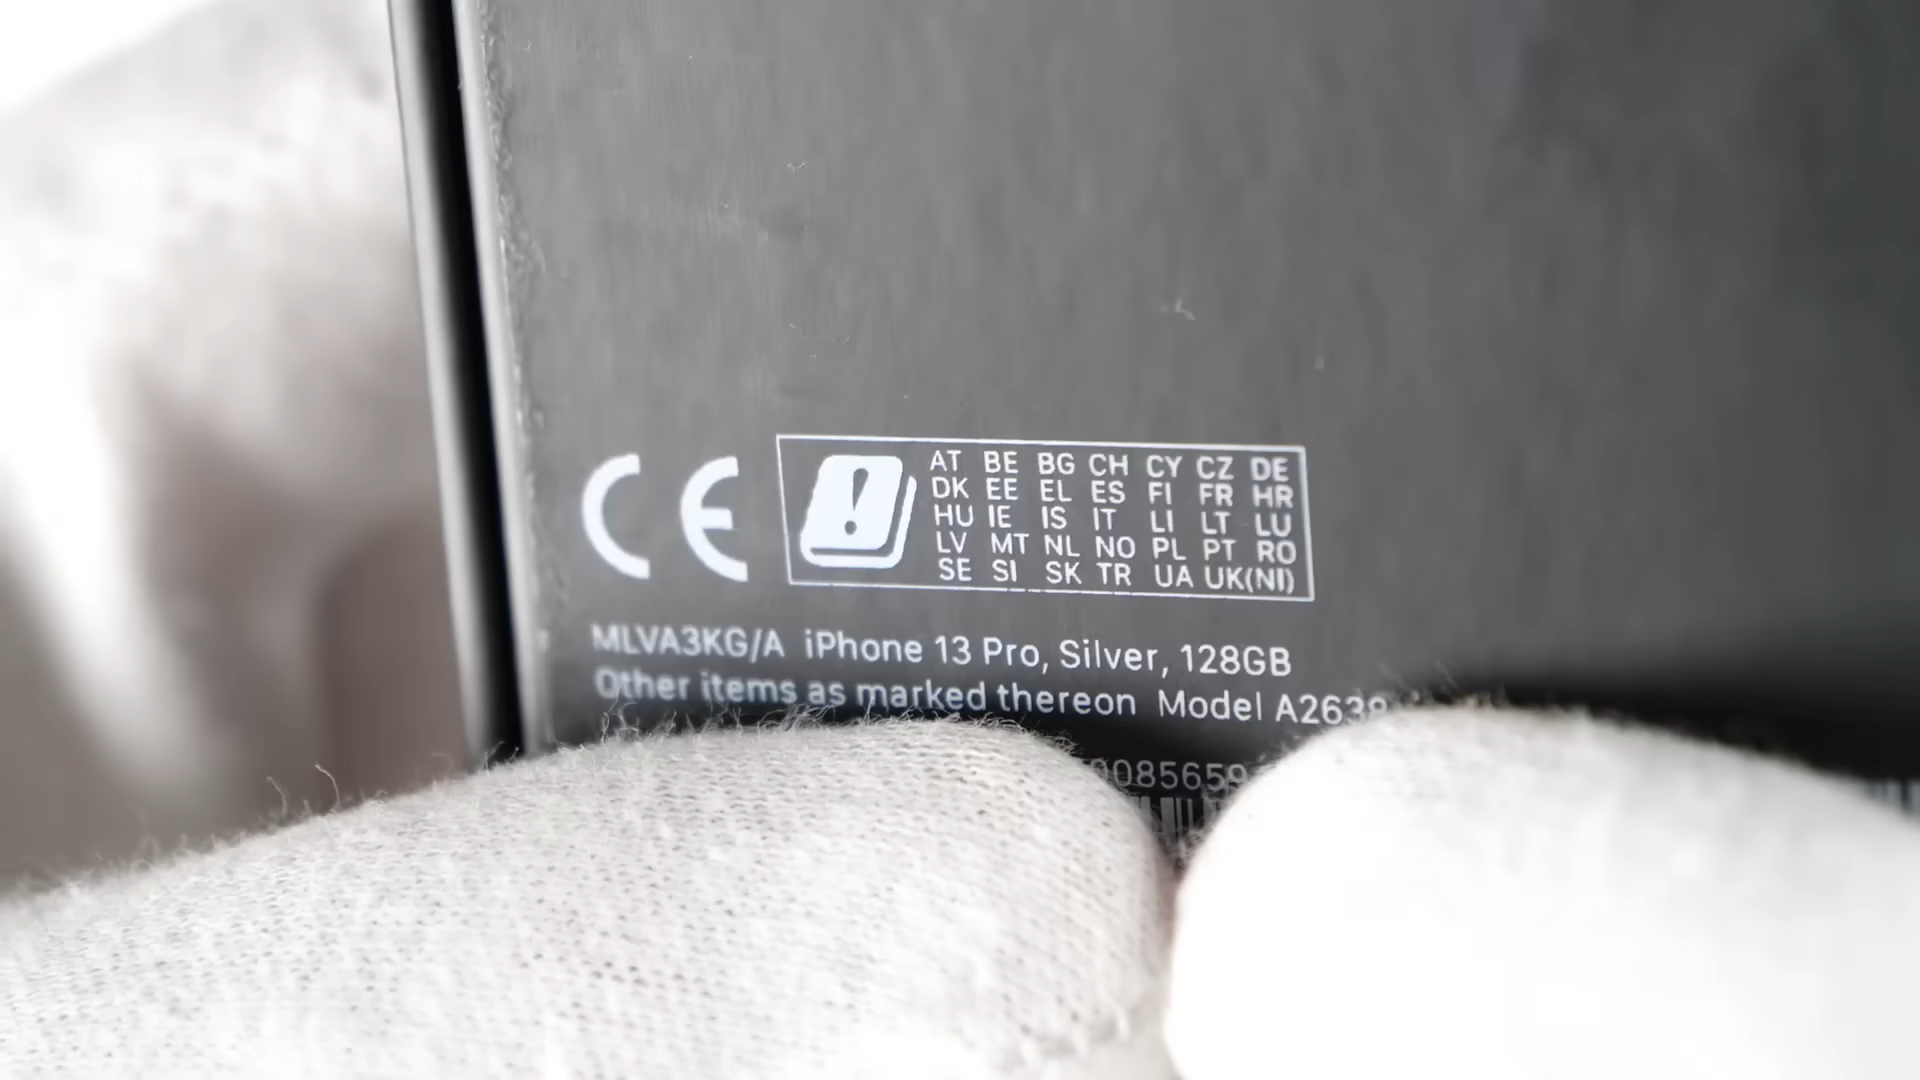 CE
AT BE BG CH CY CZ DE
DK EE EL ES FI FR HR
HU IE IS IT LI LT LU
LV MT NL NO PL PT RO
SE SI SK TR UA UK(NI)
MLVA3KG/A iPhone 13 Pro, Silver, 128GB
Other items as marked thereon Model